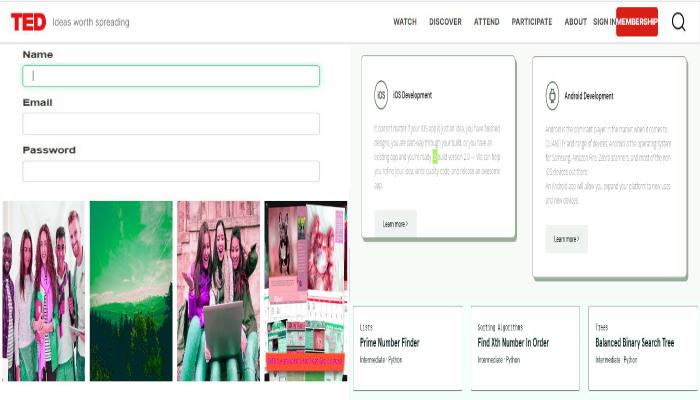 TED ideas worth spreading WATCH DISCOVER ATTEND PARTICIPATE ABOUT SIGN IN MEMBERSHIP
Name
Email
Password
iOS iOS Development
It doesn't matter if your iOS app is just an idea, you have finished
designs, you are part-way through your build, or you have an
existing app and you're ready to build version 2.0 — We can help
you refine your idea, write quality code, and release an awesome
app.
Learn more >
Android Development
Android is the dominant player in the market when it comes to
QUANTITY and range of devices. Android is the operating system
for Samsung, Amazon Fire, Zebra scanners, and most of the non-
iOS devices out there.
An Android app will allow you expand your platform to new uses
and new devices.
Learn more >
Lists
Prime Number Finder
Intermediate · Python
Sorting Algorithms
Find Xth Number In Order
Intermediate · Python
Trees
Balanced Binary Search Tree
Intermediate · Python